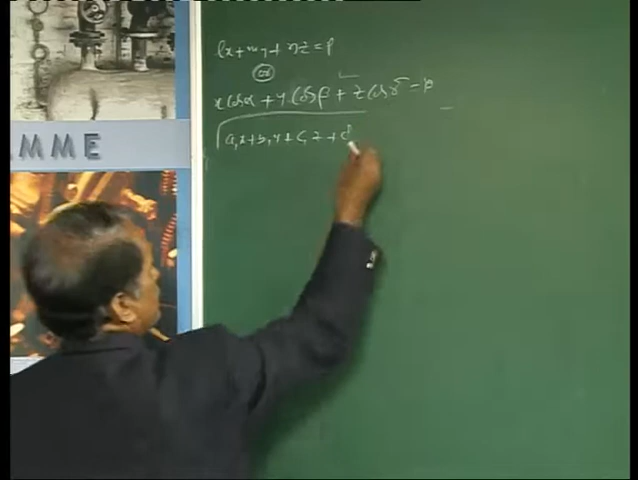 lx + my + nz = p
(or)
x cos α + y cos β + z cos γ = p
a₁x + b₁y + c₁z + d
MME